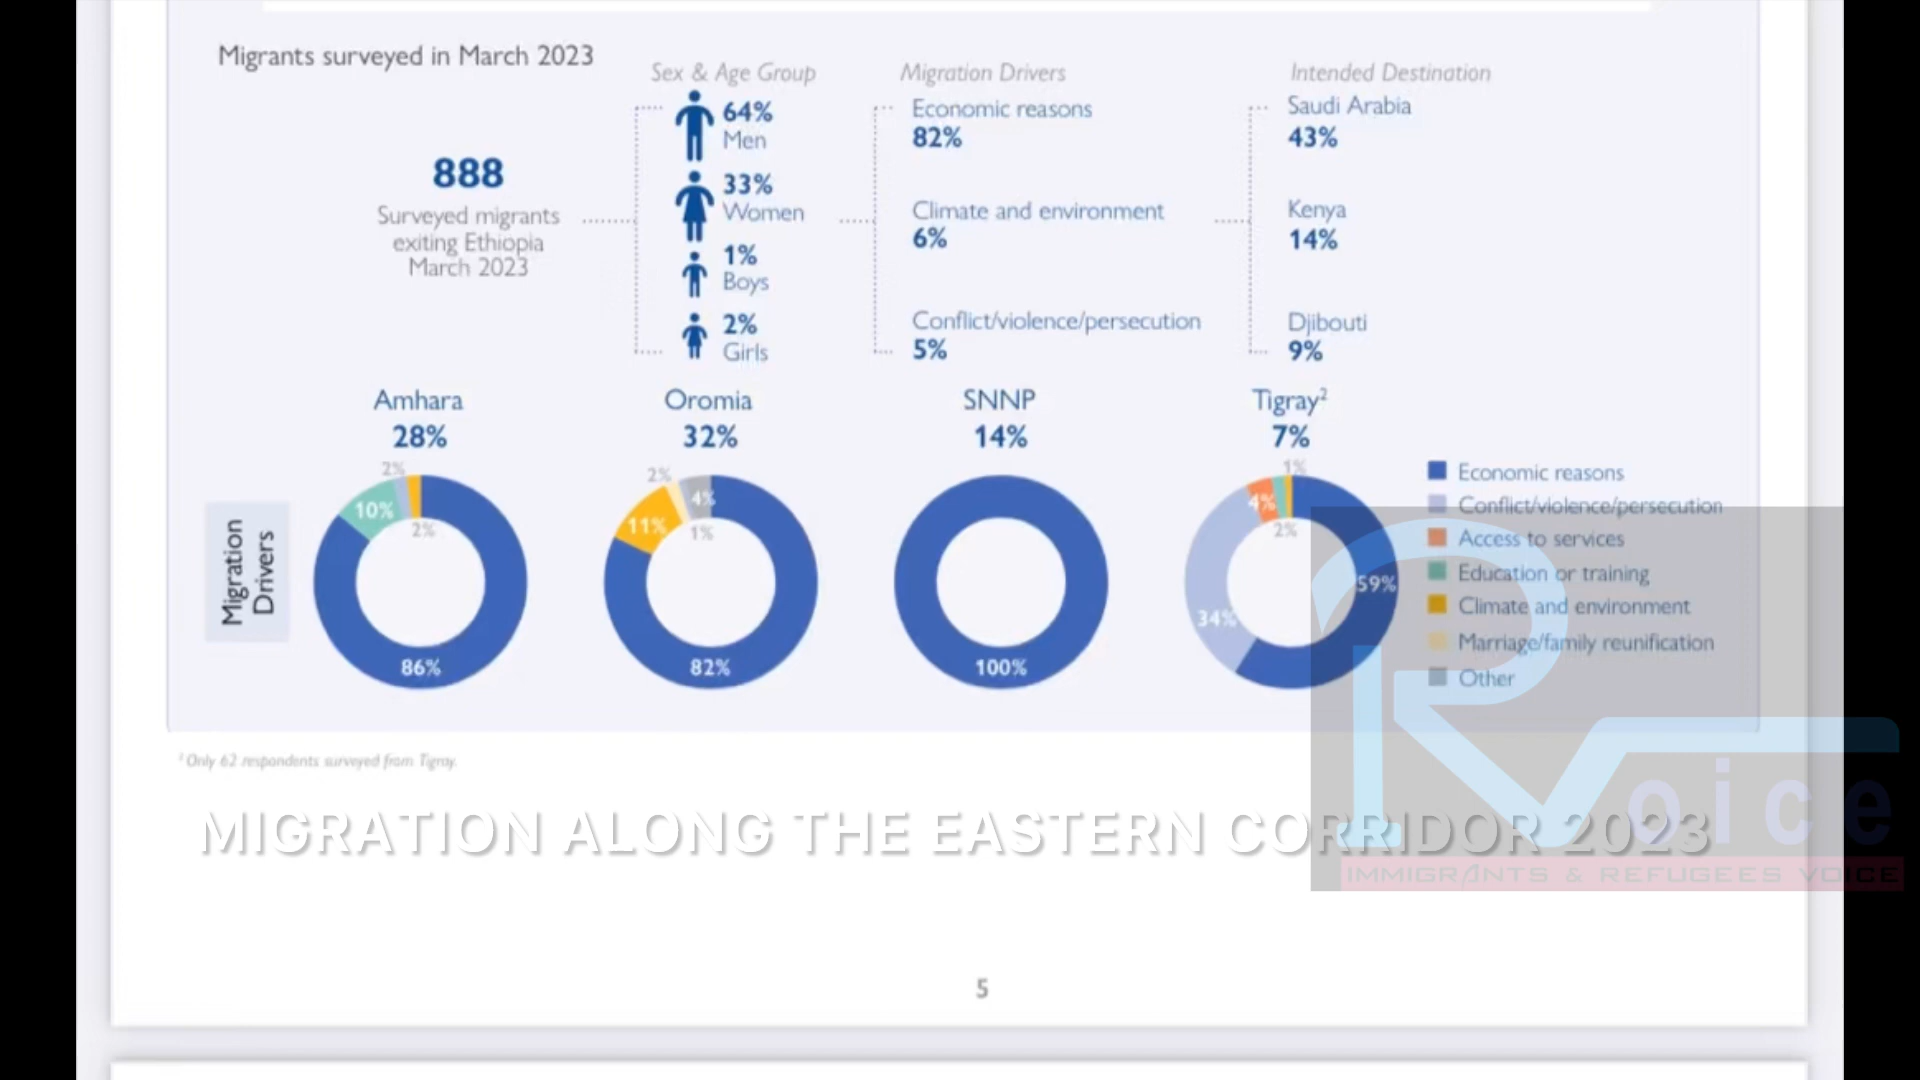 Migrants surveyed in March 2023
Sex & Age Group
Migration Drivers
Intended Destination
888
Surveyed migrants
exiting Ethiopia
March 2023
64%
Men
33%
Women
1%
Boys
2%
Girls
Economic reasons
82%
Climate and environment
6%
Conflict/violence/persecution
5%
Saudi Arabia
43%
Kenya
14%
Djibouti
9%
Amhara
28%
Oromia
32%
SNNP
14%
Tigray²
7%
Migration
Drivers
2%
10%
2%
86%
2%
4%
11%
1%
82%
100%
1%
4%
2%
59%
34%
Economic reasons
Conflict/violence/persecution
Access to services
Education or training
Climate and environment
Marriage/family reunification
Other
² Only 62 respondents surveyed from Tigray.
MIGRATION ALONG THE EASTERN CORRIDOR 2023
RVoice
IMMIGRANTS & REFUGEES VOICE
5